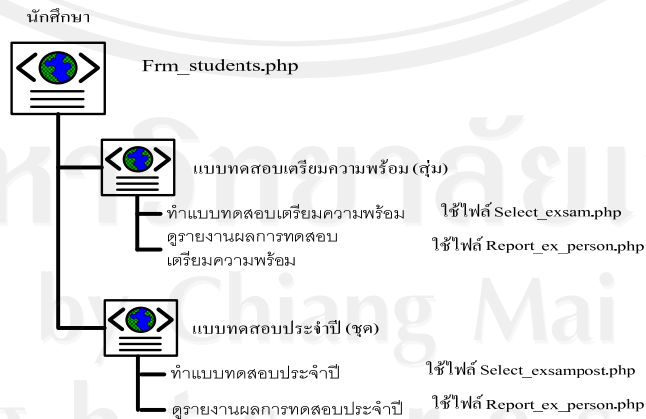 นักศึกษา
Frm_students.php
แบบทดสอบเตรียมความพร้อม (สุ่ม)
ทำแบบทดสอบเตรียมความพร้อม ใช้ไฟล์ Select_exsam.php
ดูรายงานผลการทดสอบ ใช้ไฟล์ Report_ex_person.php
เตรียมความพร้อม
by Chiang Mai
แบบทดสอบประจำปี (ชุด)
ทำแบบทดสอบประจำปี ใช้ไฟล์ Select_exsampost.php
ดูรายงานผลการทดสอบประจำปี ใช้ไฟล์ Report_ex_person.php